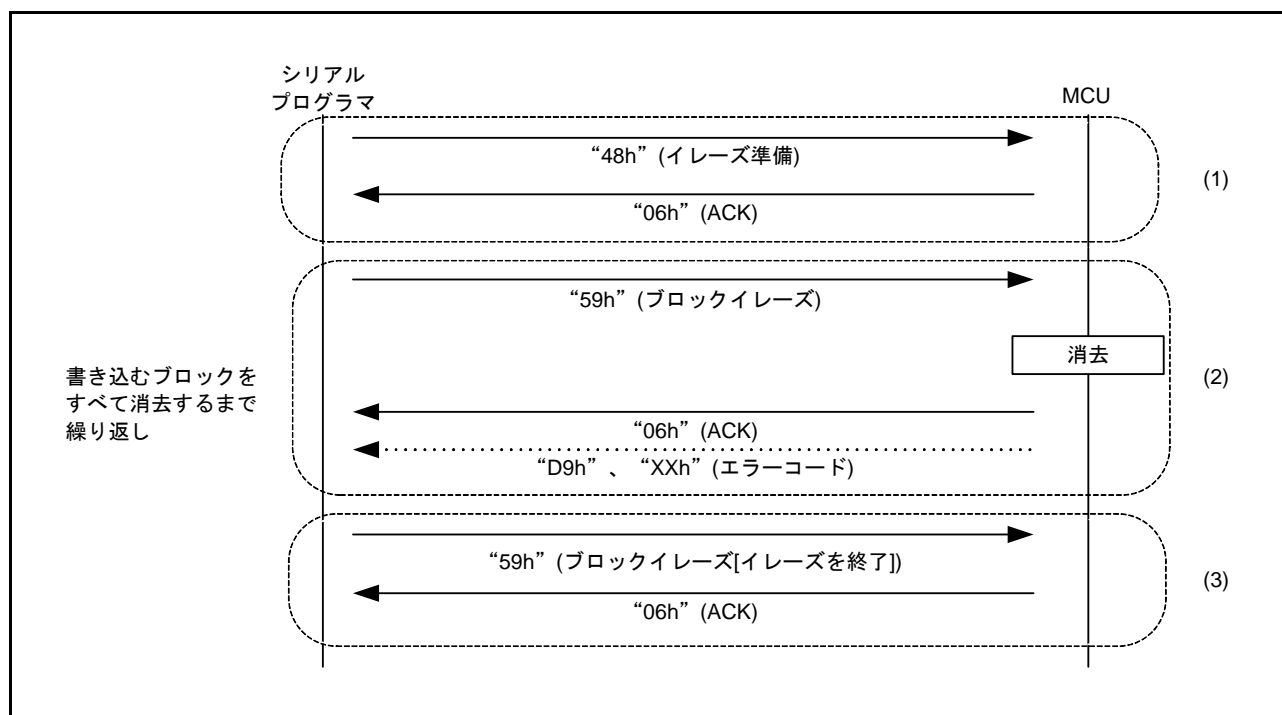 シリアル
プログラマ
MCU
“48h” (イレーズ準備)
“06h” (ACK)
(1)
“59h” (ブロックイレーズ)
消去
書き込むブロックを
すべて消去するまで
繰り返し
(2)
“06h” (ACK)
“D9h” 、 “XXh” (エラーコード)
“59h” (ブロックイレーズ[イレーズを終了])
“06h” (ACK)
(3)